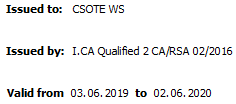 Issued to: CSOTE WS
Issued by: I.CA Qualified 2 CA/RSA 02/2016
Valid from 03.06.2019 to 02.06.2020